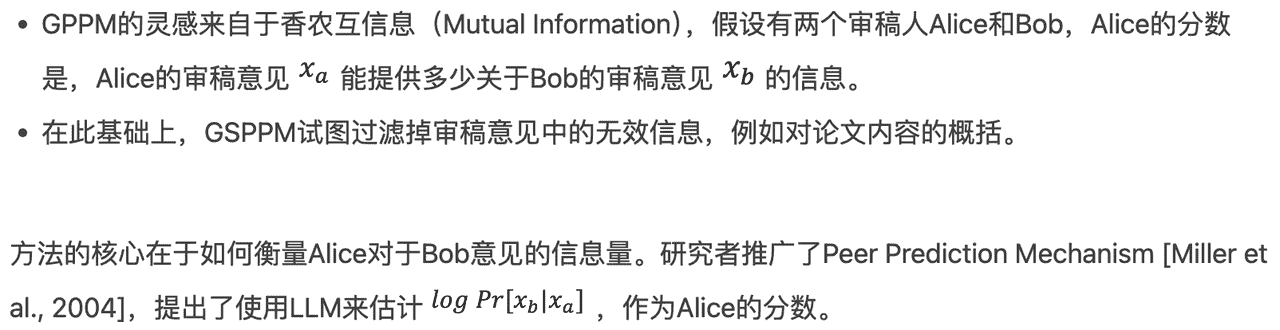 • GPPM的灵感来自于香农互信息（Mutual Information），假设有两个审稿人Alice和Bob，Alice的分数
是，Alice的审稿意见 x_a 能提供多少关于Bob的审稿意见 x_b 的信息。
• 在此基础上，GSPPM试图过滤掉审稿意见中的无效信息，例如对论文内容的概括。
方法的核心在于如何衡量Alice对于Bob意见的信息量。研究者推广了Peer Prediction Mechanism [Miller et
al., 2004]，提出了使用LLM来估计 log Pr[x_b|x_a] ，作为Alice的分数。